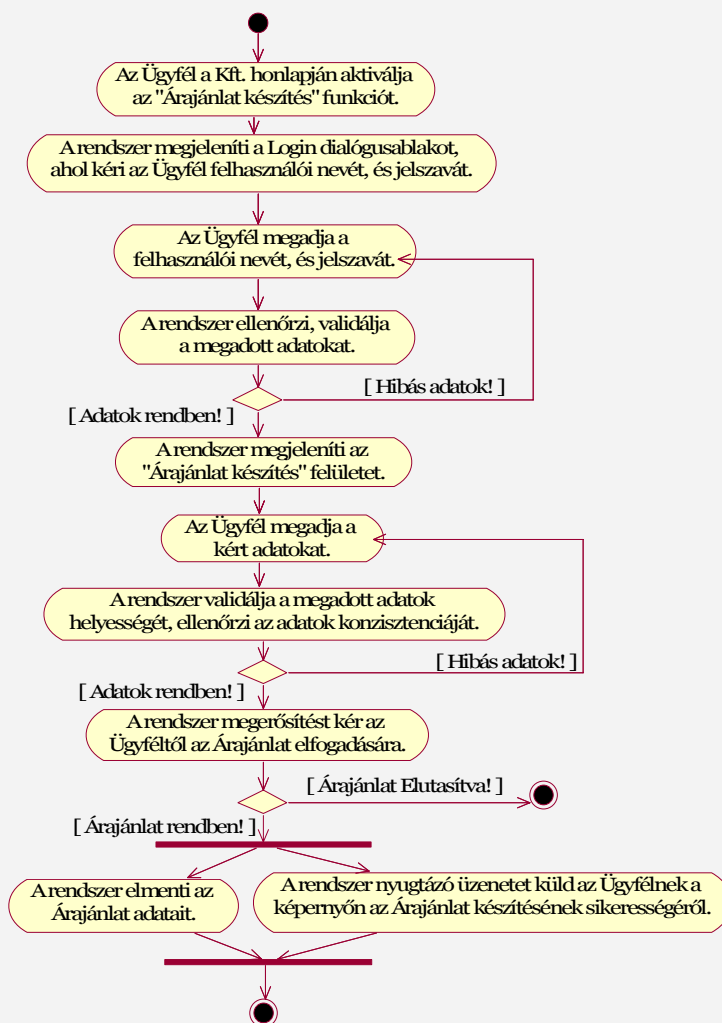 Az Ügyfél a Kft. honlapján aktiválja
az "Árajánlat készítés" funkciót.
A rendszer megjeleníti a Login dialógusablakot,
ahol kéri az Ügyfél felhasználói nevét, és jelszavát.
Az Ügyfél megadja a
felhasználói nevét, és jelszavát.
A rendszer ellenőrzi, validálja
a megadott adatokat.
[ Hibás adatok! ]
[ Adatok rendben! ]
A rendszer megjeleníti az
"Árajánlat készítés" felületet.
Az Ügyfél megadja a
kért adatokat.
A rendszer validálja a megadott adatok
helyességét, ellenőrzi az adatok konzisztenciáját.
[ Hibás adatok! ]
[ Adatok rendben! ]
A rendszer megerősítést kér az
Ügyféltől az Árajánlat elfogadására.
[ Árajánlat Elutasítva! ]
[ Árajánlat rendben! ]
A rendszer elmenti az
Árajánlat adatait.
A rendszer nyugtázó üzenetet küld az Ügyfélnek a
képernyőn az Árajánlat készítésének sikerességéről.